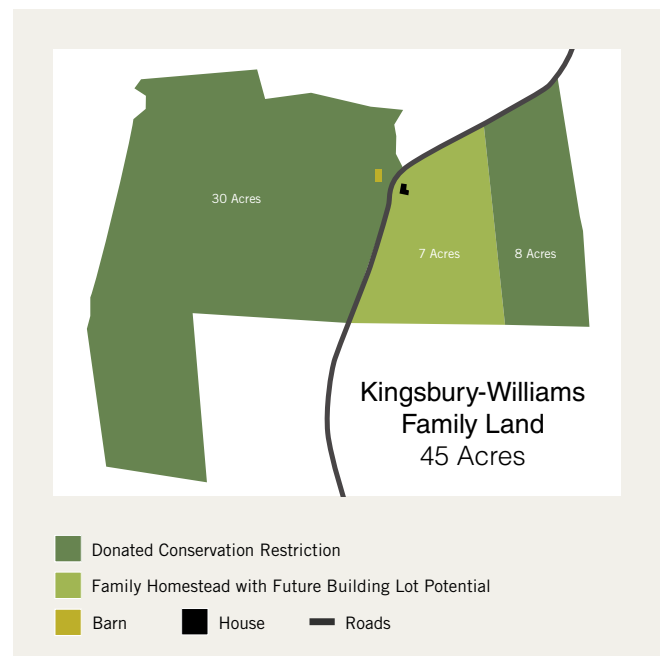 30 Acres
7 Acres
8 Acres
Kingsbury-Williams
Family Land
45 Acres
Donated Conservation Restriction
Family Homestead with Future Building Lot Potential
Barn
House
Roads